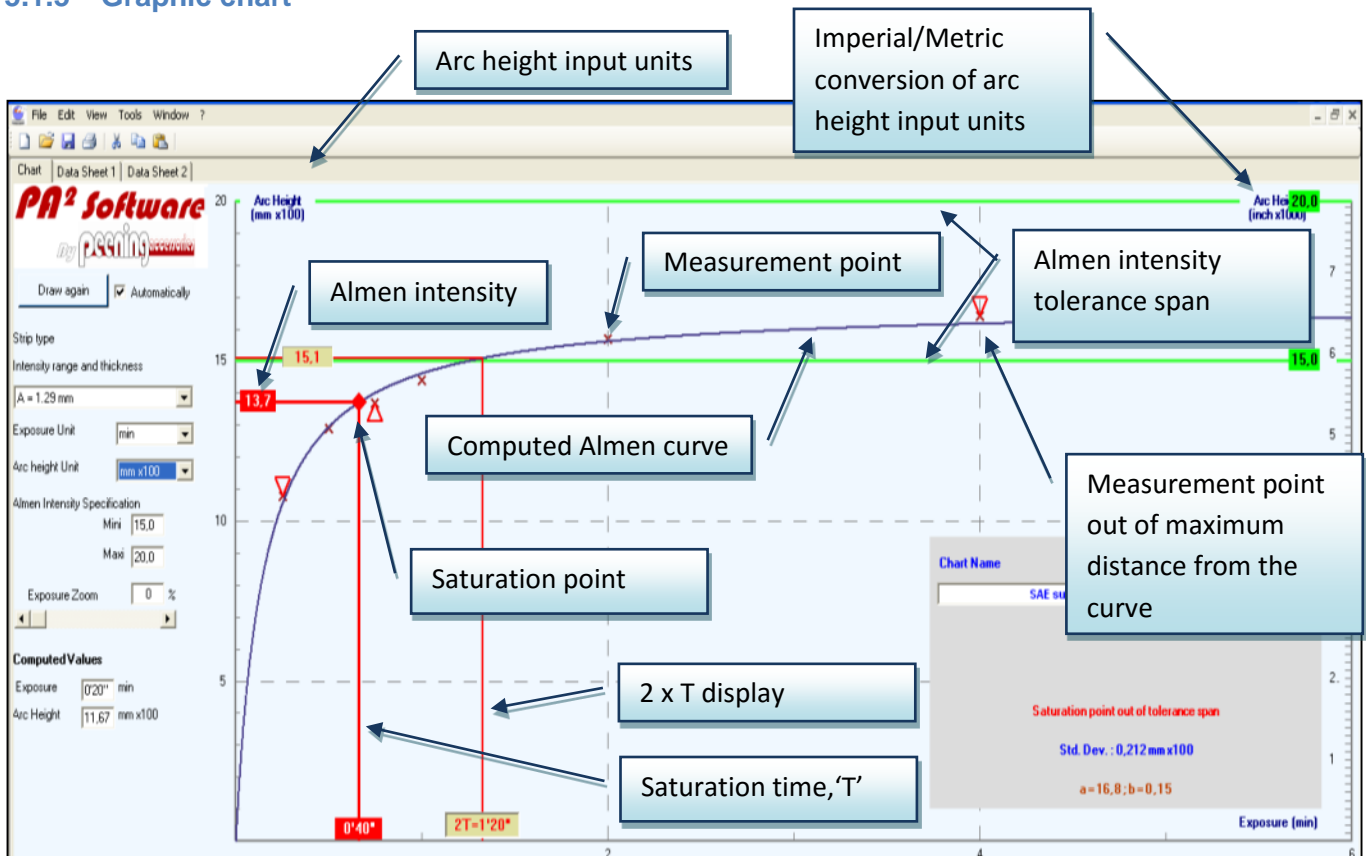 Graphic chart
Arc height input units
Imperial/Metric
conversion of arc
height input units
File Edit View Tools Window ?
Chart Data Sheet 1 Data Sheet 2
PA² Software
By peening accessories
Draw again Automatically
Strip type
Intensity range and thickness
A = 1.29 mm
Exposure Unit min
Arc height Unit mm x100
Almen Intensity Specification
Mini 15,0
Maxi 20,0
Exposure Zoom 0 %
Computed Values
Exposure 0'20'' min
Arc Height 11,67 mm x100
20
Arc Height
(mm x100)
15
10
5
Almen intensity
Measurement point
Almen intensity
tolerance span
20,0
(inch x1000)
7
6
15,0
5
15,1
13,7
Computed Almen curve
Measurement point
out of maximum
distance from the
curve
Saturation point
2 x T display
Saturation time,‘T’
Chart Name
SAE
Saturation point out of tolerance span
Std. Dev. : 0,212 mm x100
a=16,8 ; b=0,15
2.
1
0'40"
2T=1'20"
Exposure (min)
2
4
6